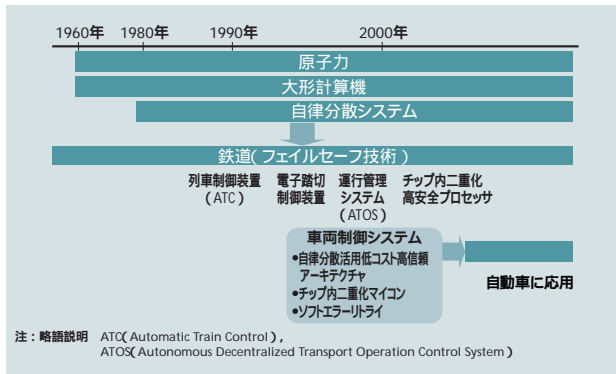 1960年 1980年 1990年 2000年
原子力
大形計算機
自律分散システム
鉄道(フェイルセーフ技術)
列車制御装置
(ATC)
電子踏切
制御装置
運行管理
システム
(ATOS)
チップ内二重化
高安全プロセッサ
車両制御システム
●自律分散活用低コスト高信頼
アーキテクチャ
●チップ内二重化マイコン
●ソフトエラーリトライ
自動車に応用
注：略語説明 ATC(Automatic Train Control),
ATOS(Autonomous Decentralized Transport Operation Control System)